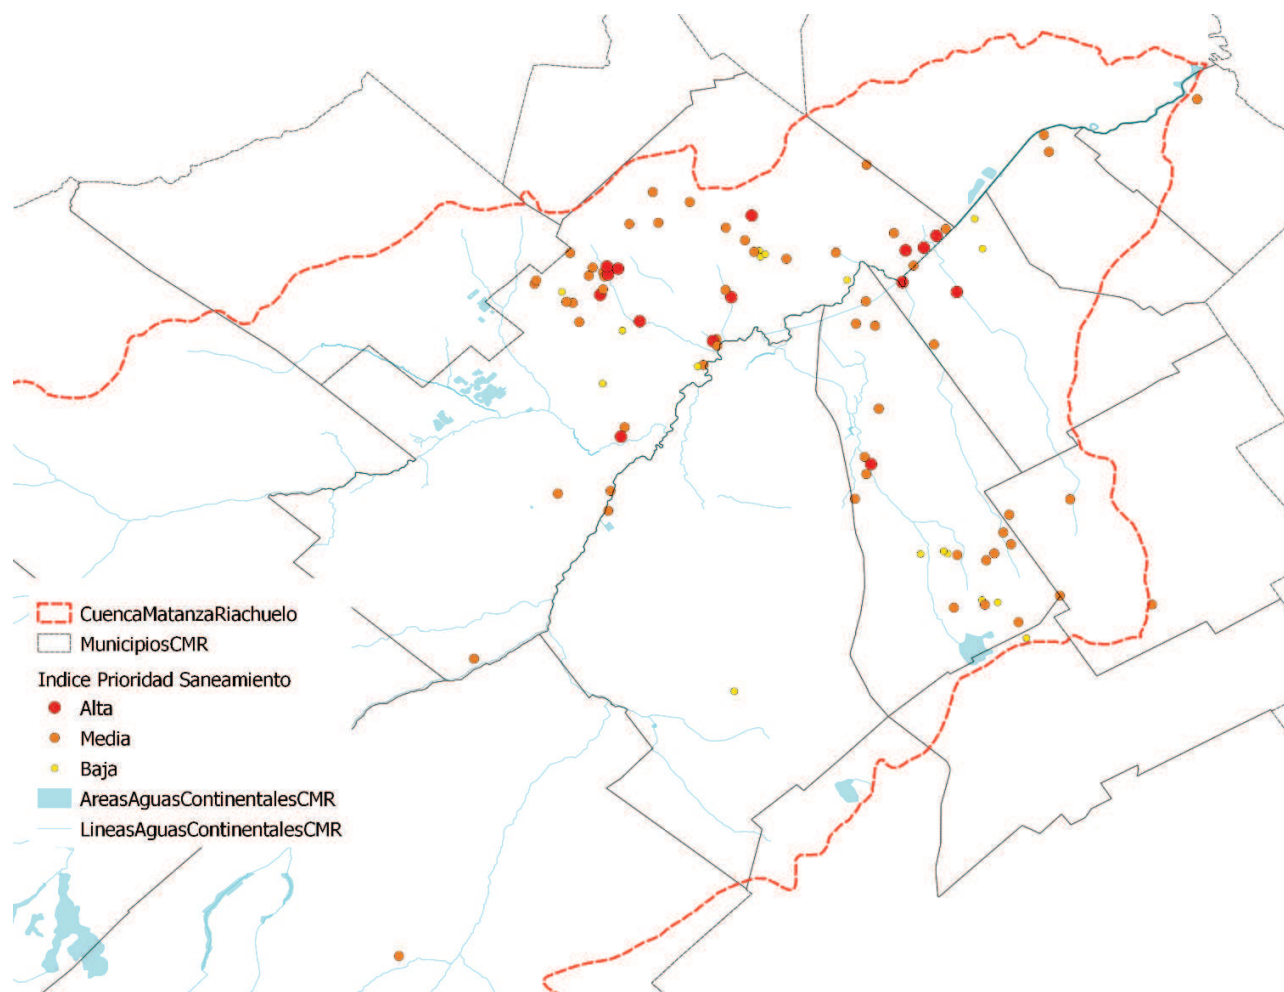 CuencaMatanzaRiachuelo
MunicipiosCMR
Indice Prioridad Saneamiento
Alta
Media
Baja
AreasAguasContinentalesCMR
LineasAguasContinentalesCMR